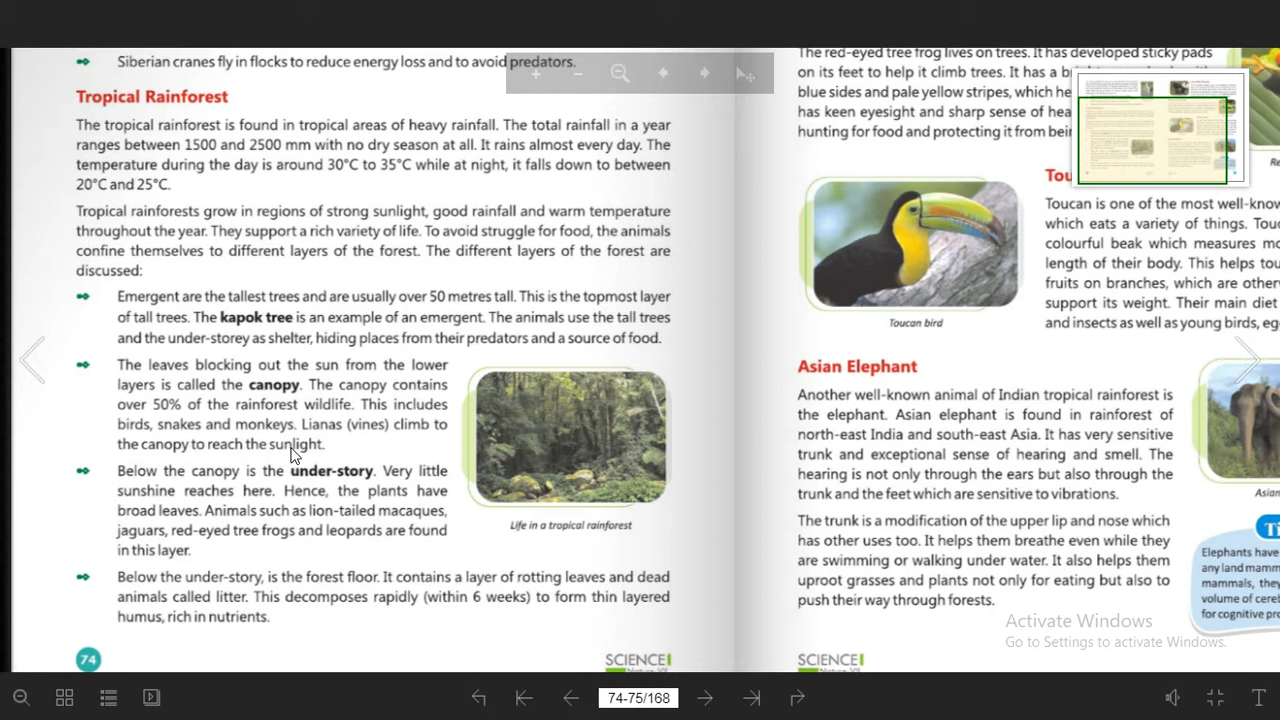 Siberian cranes fly in flocks to reduce energy loss and to avoid predators.
Tropical Rainforest
The tropical rainforest is found in tropical areas of heavy rainfall. The total rainfall in a year
ranges between 1500 and 2500 mm with no dry season at all. It rains almost every day. The
temperature during the day is around 30°C to 35°C while at night, it falls down to between
20°C and 25°C.
Tropical rainforests grow in regions of strong sunlight, good rainfall and warm temperature
throughout the year. They support a rich variety of life. To avoid struggle for food, the animals
confine themselves to different layers of the forest. The different layers of the forest are
discussed:
Emergent are the tallest trees and are usually over 50 metres tall. This is the topmost layer
of tall trees. The kapok tree is an example of an emergent. The animals use the tall trees
and the under-storey as shelter, hiding places from their predators and a source of food.
The leaves blocking out the sun from the lower
layers is called the canopy. The canopy contains
over 50% of the rainforest wildlife. This includes
birds, snakes and monkeys. Lianas (vines) climb to
the canopy to reach the sunlight.
Below the canopy is the under-story. Very little
sunshine reaches here. Hence, the plants have
broad leaves. Animals such as lion-tailed macaques,
jaguars, red-eyed tree frogs and leopards are found
in this layer.
Life in a tropical rainforest
Below the under-story, is the forest floor. It contains a layer of rotting leaves and dead
animals called litter. This decomposes rapidly (within 6 weeks) to form thin layered
humus, rich in nutrients.
74
SCIENCE
The red-eyed tree frog lives on trees. It has developed sticky pads
on its feet to help it climb trees. It has a
blue sides and pale yellow stripes, which
has keen eyesight and sharp sense of
hunting for food and protecting it from
Toucan is one of the most
which eats a variety of things.
colourful beak which measures
length of their body. This helps
fruits on branches, which are
support its weight. Their main diet
and insects as well as young birds,
Toucan bird
Asian Elephant
Another well-known animal of Indian tropical rainforest is
the elephant. Asian elephant is found in rainforest of
north-east India and south-east Asia. It has very sensitive
trunk and exceptional sense of hearing and smell. The
hearing is not only through the ears but also through the
trunk and the feet which are sensitive to vibrations.
The trunk is a modification of the upper lip and nose which
has other uses too. It helps them breathe even while they
are swimming or walking under water. It also helps them
uproot grasses and plants not only for eating but also to
push their way through forests.
Elephants have
any land
mammals, they
volume of
for cognitive
SCIENCE
Activate Windows
Go to Settings to activate Windows.
74-75/168